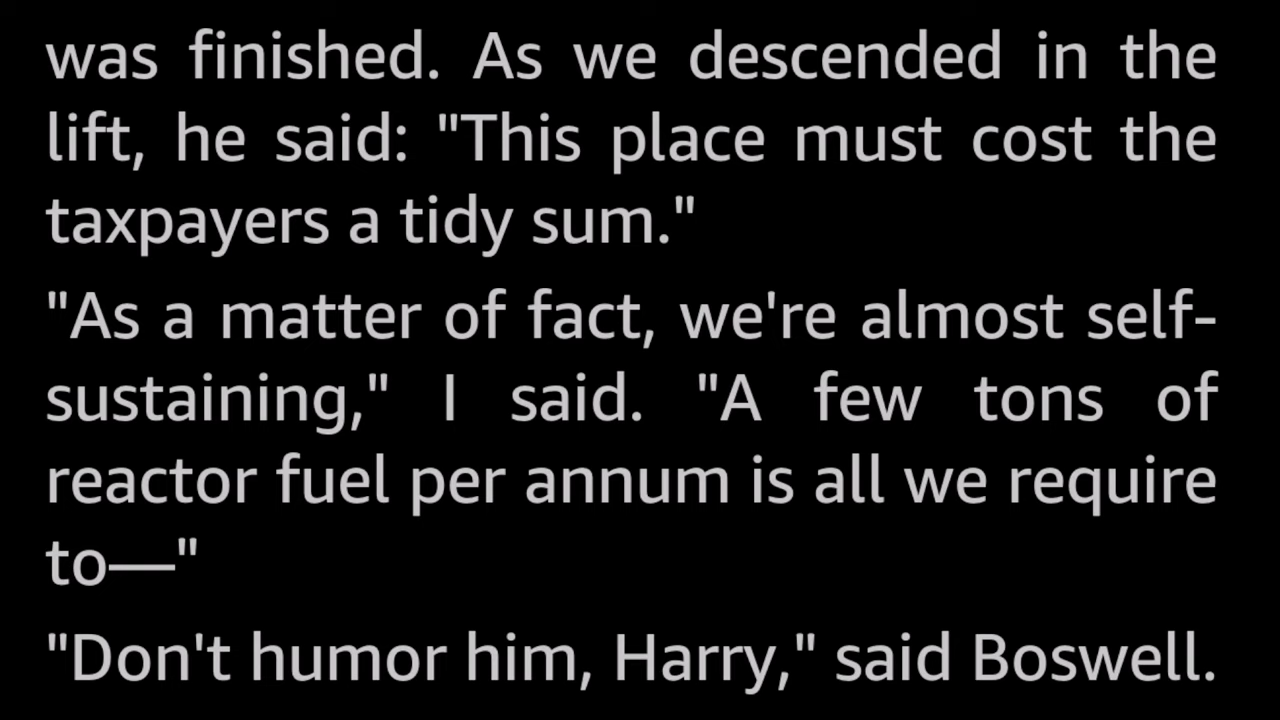 was finished. As we descended in the
lift, he said: "This place must cost the
taxpayers a tidy sum."
"As a matter of fact, we're almost self-
sustaining," I said. "A few tons of
reactor fuel per annum is all we require
to—"
"Don't humor him, Harry," said Boswell.